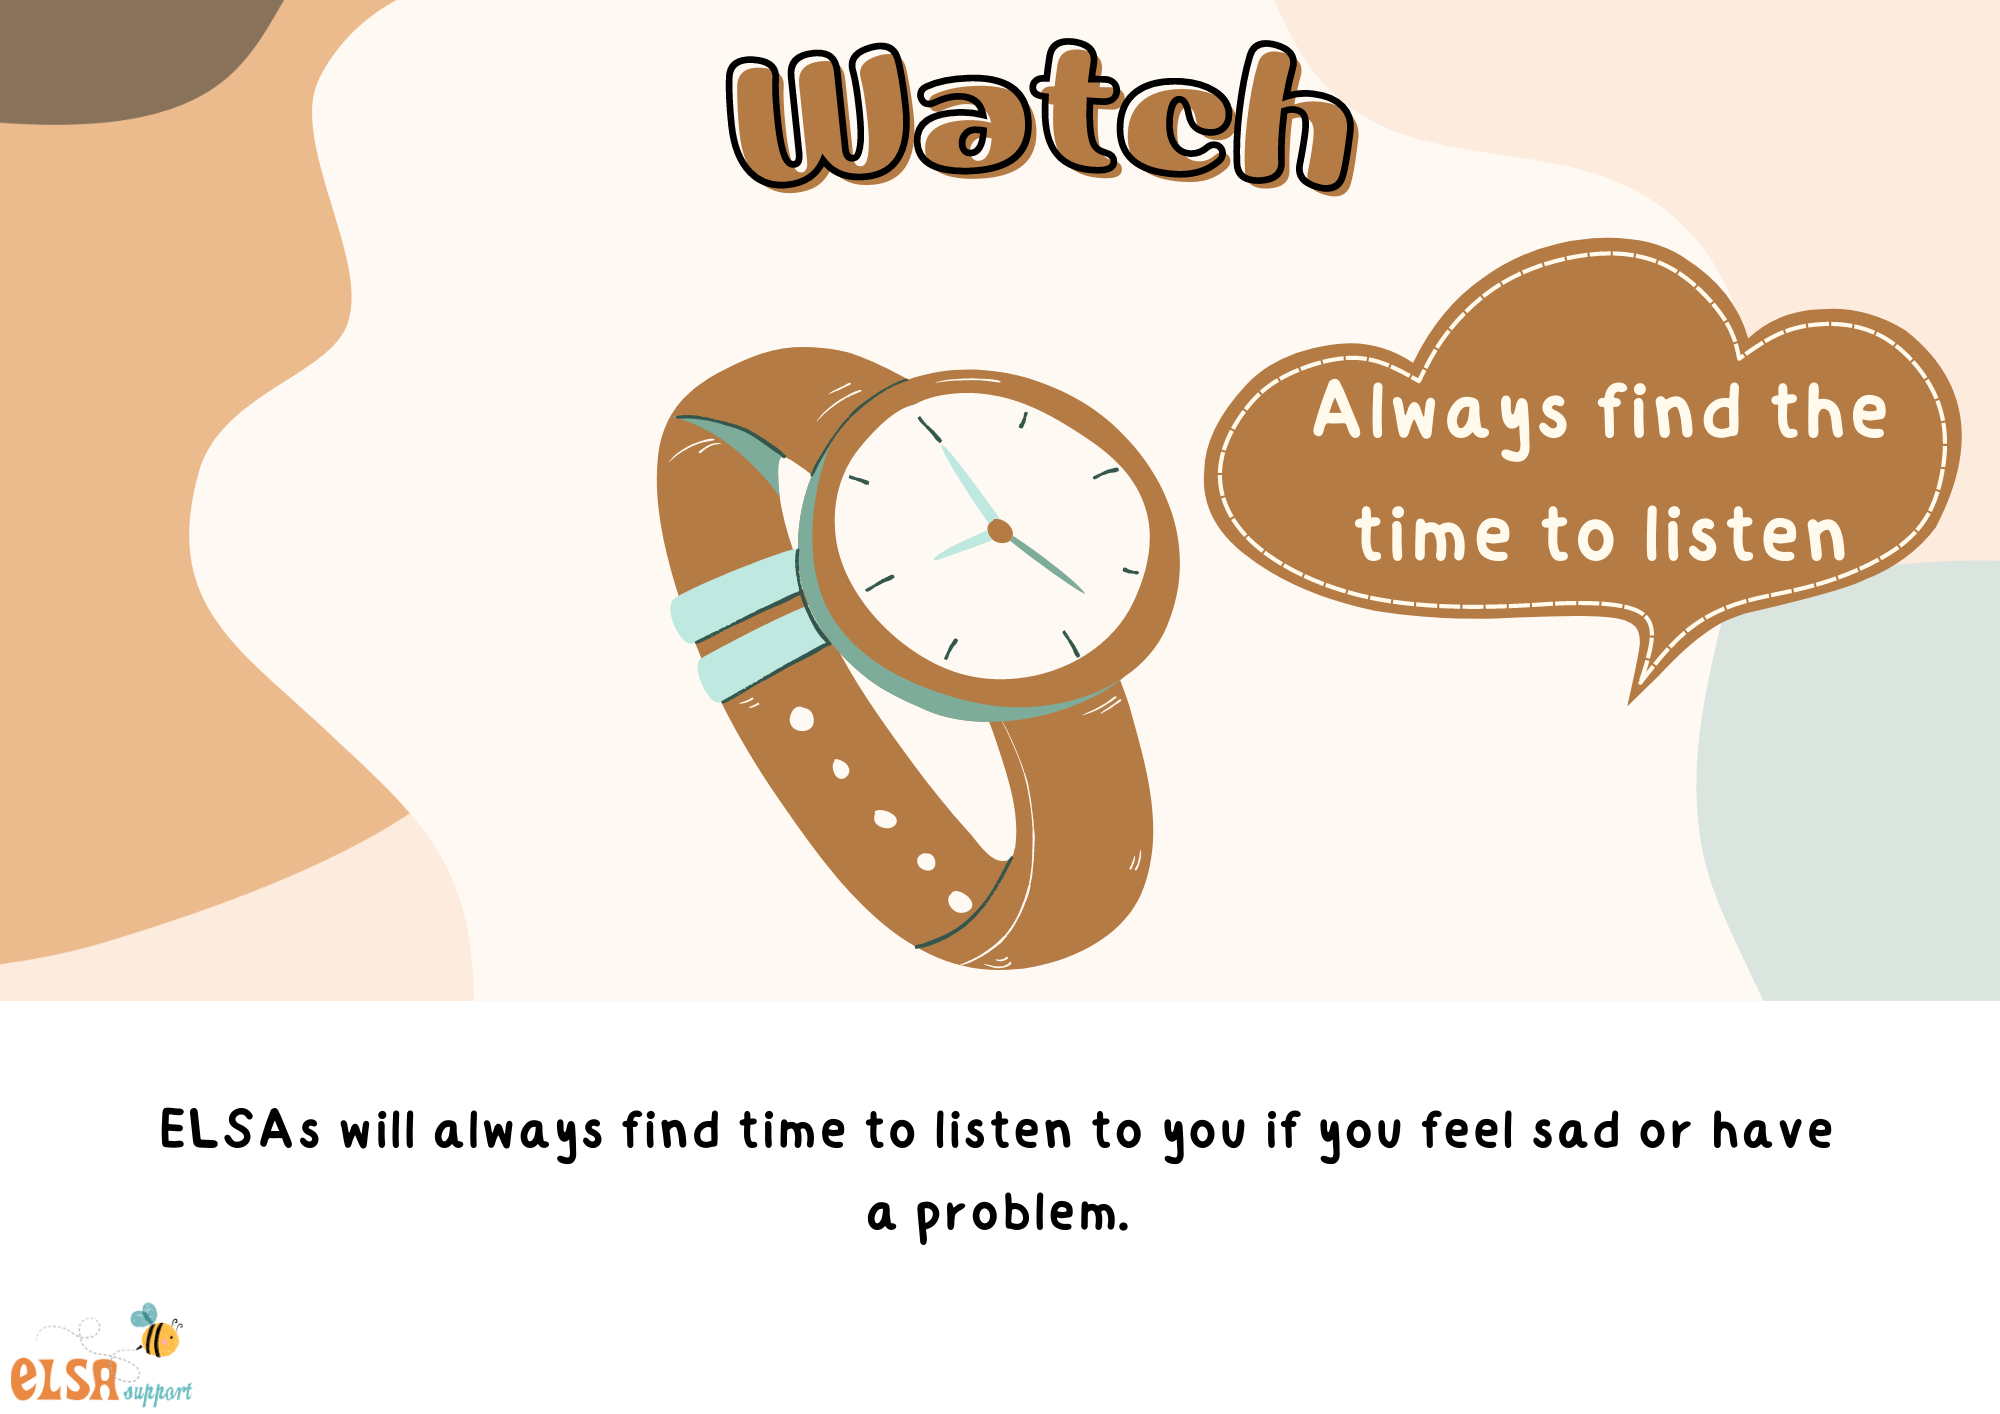 Watch
Always find the
time to listen
ELSAs will always find time to listen to you if you feel sad or have
a problem.
ELSA support